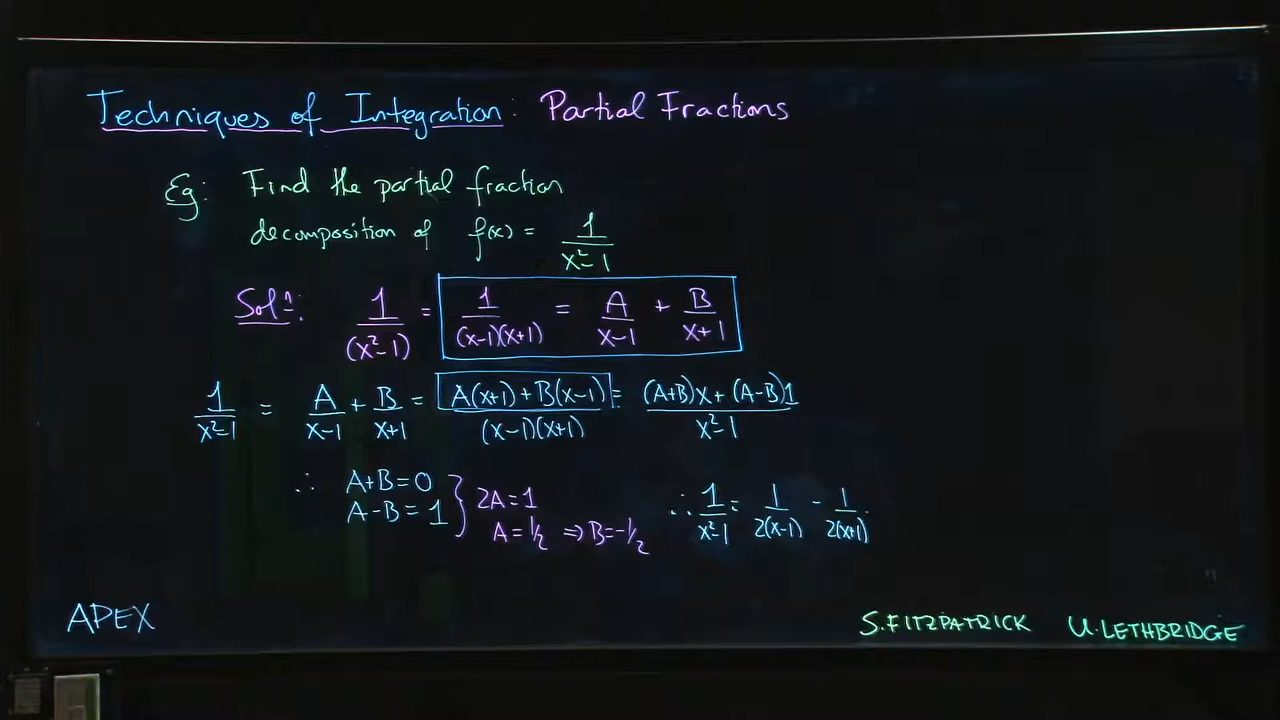 Techniques of Integration: Partial Fractions
Eg: Find the partial fraction
decomposition of f(x) = 1/(x²-1)
Solⁿ: 1/(x²-1) = 1/((x-1)(x+1)) = A/(x-1) + B/(x+1)
1/(x²-1) = A/(x-1) + B/(x+1) = (A(x+1) + B(x-1))/((x-1)(x+1)) = ((A+B)x + (A-B)1)/(x²-1)
∴ A+B=0
A-B=1
} 2A=1
A=1/2 ⇒ B=-1/2
∴ 1/(x²-1) = 1/(2(x-1)) - 1/(2(x+1)).
APEX
S.FITZPATRICK U.LETHBRIDGE